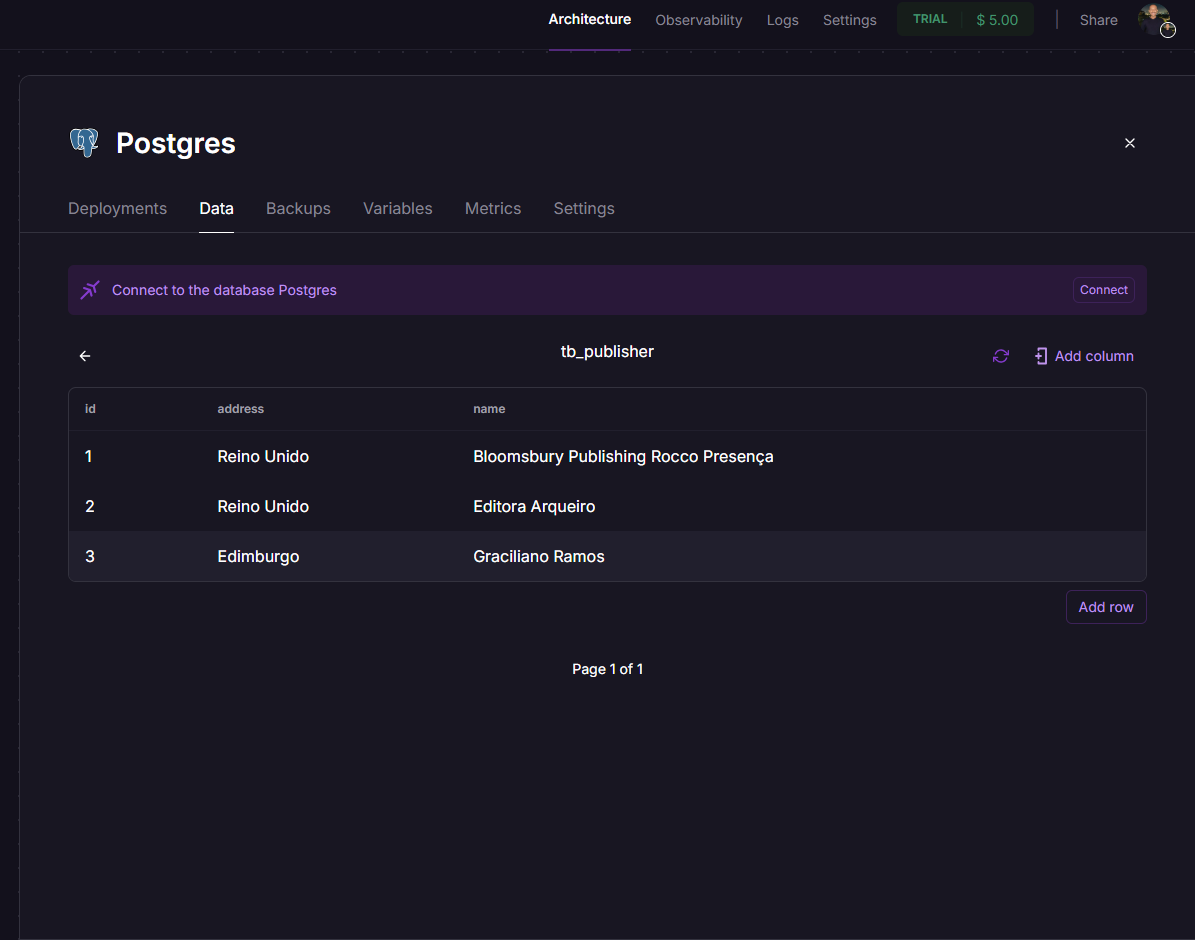 Architecture Observability Logs Settings TRIAL $ 5.00 Share
Postgres
Deployments Data Backups Variables Metrics Settings
Connect to the database Postgres Connect
tb_publisher Add column
id address name
1 Reino Unido Bloomsbury Publishing Rocco Presença
2 Reino Unido Editora Arqueiro
3 Edimburgo Graciliano Ramos
Add row
Page 1 of 1